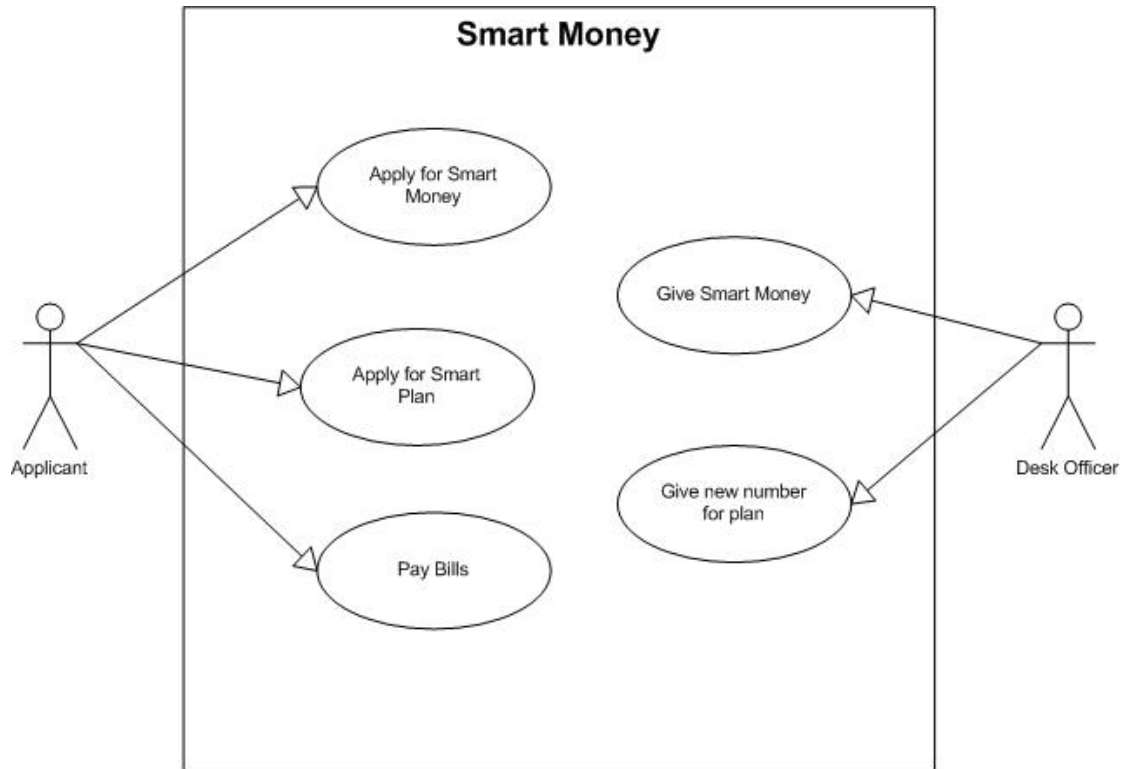 Smart Money
Apply for Smart
Money
Give Smart Money
Apply for Smart
Plan
Applicant
Desk Officer
Give new number
for plan
Pay Bills